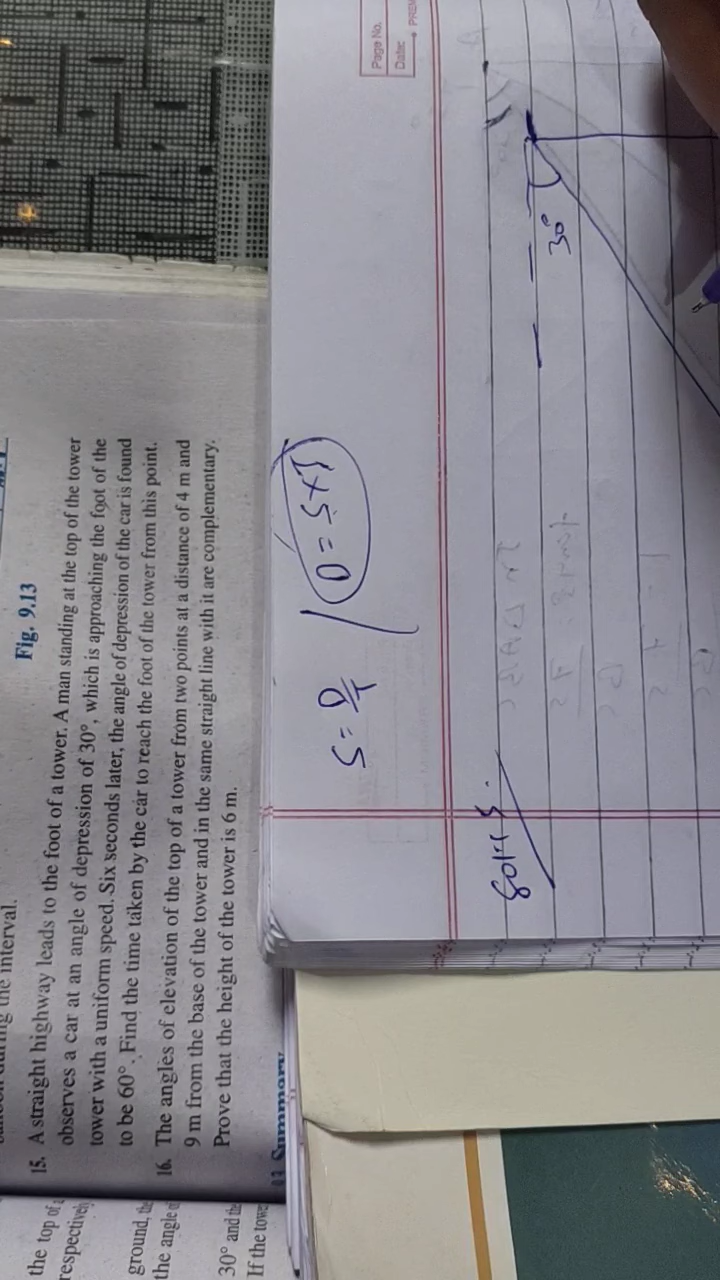 the interval.
Fig. 9.13
15. A straight highway leads to the foot of a tower. A man standing at the top of the tower
observes a car at an angle of depression of 30°, which is approaching the foot of the
tower with a uniform speed. Six seconds later, the angle of depression of the car is found
to be 60°. Find the time taken by the car to reach the foot of the tower from this point.
16. The angles of elevation of the top of a tower from two points at a distance of 4 m and
9 m from the base of the tower and in the same straight line with it are complementary.
Prove that the height of the tower is 6 m.
Summary
the top of
respectively
ground, the
the angle
30° and the
If the
Page No.
Date:
S = D/T
D = S×T
30°